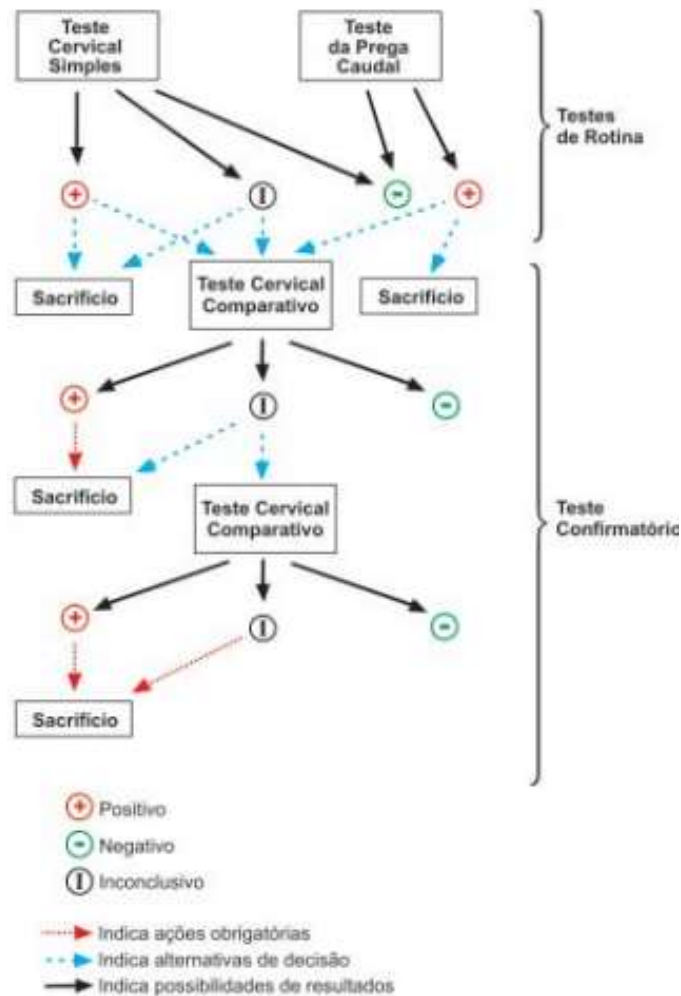 Teste
Cervical
Simples
Teste
da Prega
Caudal
Testes
de Rotina
+
I
-
+
Sacrifício
Teste Cervical
Comparativo
Sacrifício
+
I
-
Sacrifício
Teste Cervical
Comparativo
Teste
Confirmatório
+
I
-
Sacrifício
+ Positivo
- Negativo
I Inconclusivo
Indica ações obrigatórias
Indica alternativas de decisão
Indica possibilidades de resultados